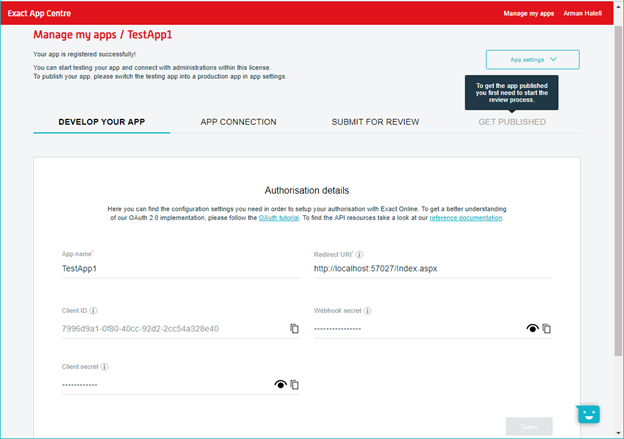 Exact App Centre
Manage my apps
Arman Hatefi
Manage my apps / TestApp1
Your app is registered successfully!
You can start testing your app and connect with administrations within this license.
To publish your app, please switch the testing app into a production app in app settings.
App settings
To get the app published
you first need to start the
review process.
DEVELOP YOUR APP
APP CONNECTION
SUBMIT FOR REVIEW
GET PUBLISHED
Authorisation details
Here you can find the configuration settings you need in order to setup your authorisation with Exact Online. To get a better understanding
of our OAuth 2.0 implementation, please follow the OAuth tutorial. To find the API resources take a look at our reference documentation.
App name*
Redirect URI* i
TestApp1
http://localhost:57027/Index.aspx
Client ID i
Webhook secret i
7996d9a1-0f80-40cc-92d2-2cc54a328e40
----------------
Client secret i
------------
Save